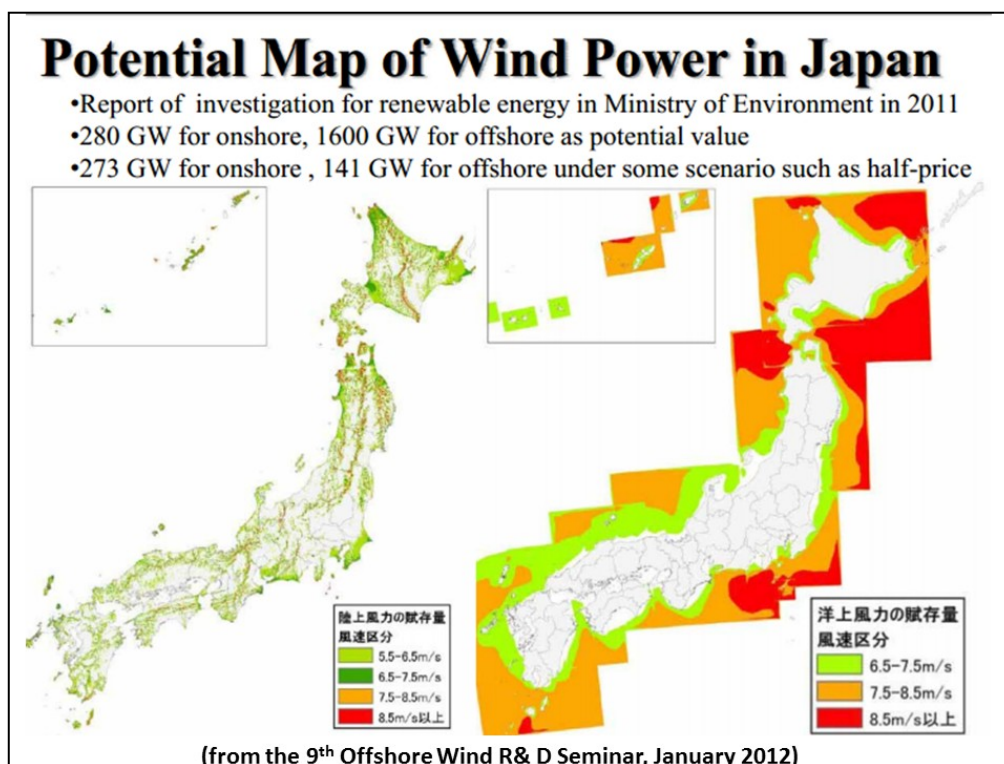 Potential Map of Wind Power in Japan
•Report of investigation for renewable energy in Ministry of Environment in 2011
•280 GW for onshore, 1600 GW for offshore as potential value
•273 GW for onshore , 141 GW for offshore under some scenario such as half-price
陸上風力の賦存量
風速区分
5.5-6.5m/s
6.5-7.5m/s
7.5-8.5m/s
8.5m/s以上
洋上風力の賦存量
風速区分
6.5-7.5m/s
7.5-8.5m/s
8.5m/s以上
(from the 9th Offshore Wind R& D Seminar, January 2012)